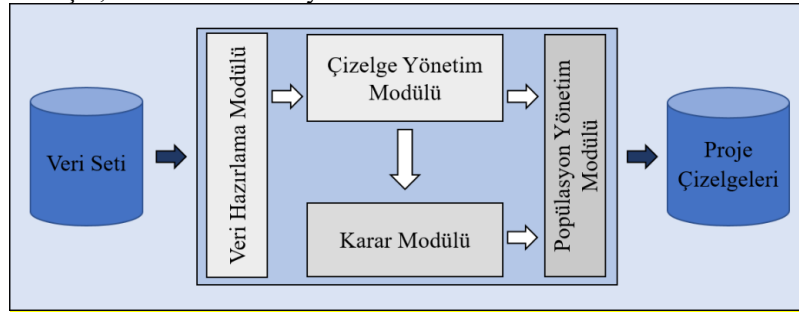 Veri Seti
Veri Hazırlama Modülü
Çizelge Yönetim
Modülü
Karar Modülü
Popülasyon Yönetim
Modülü
Proje
Çizelgeleri